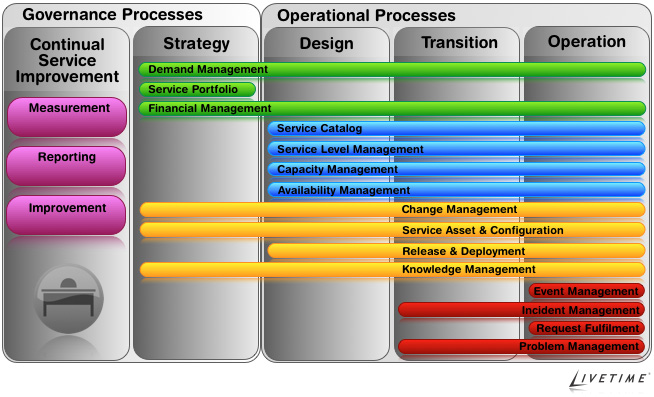 Governance Processes
Operational Processes
Continual
Service
Improvement
Strategy
Design
Transition
Operation
Demand Management
Service Portfolio
Measurement
Financial Management
Service Catalog
Service Level Management
Reporting
Capacity Management
Availability Management
Improvement
Change Management
Service Asset & Configuration
Release & Deployment
Knowledge Management
Event Management
Incident Management
Request Fulfilment
Problem Management
LIVETIME®